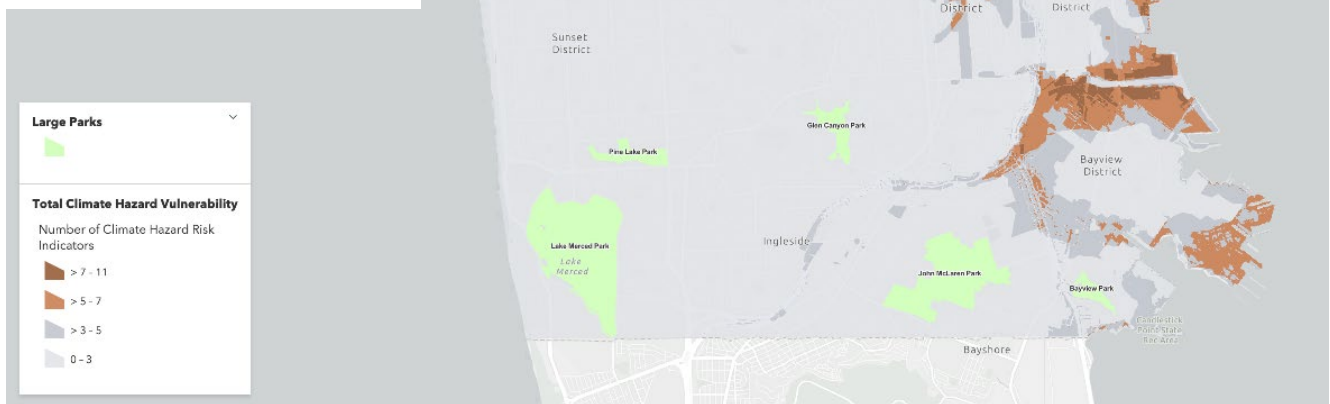 District
District
Sunset
District
Large Parks
Glen Canyon Park
Pine Lake Park
Bayview
District
Total Climate Hazard Vulnerability
Number of Climate Hazard Risk
Indicators
> 7 - 11
> 5 - 7
> 3 - 5
0 - 3
Lake Merced Park
Lake
Merced
Ingleside
John McLaren Park
Bayview Park
Candlestick
Point State
Rec Area
Bayshore